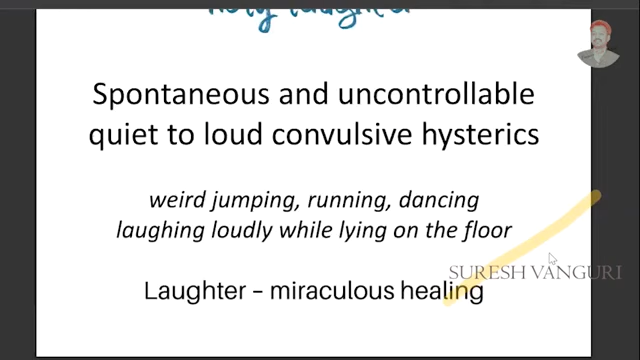 Spontaneous and uncontrollable
quiet to loud convulsive hysterics
weird jumping, running, dancing
laughing loudly while lying on the floor
SURESH VANGURI
Laughter – miraculous healing